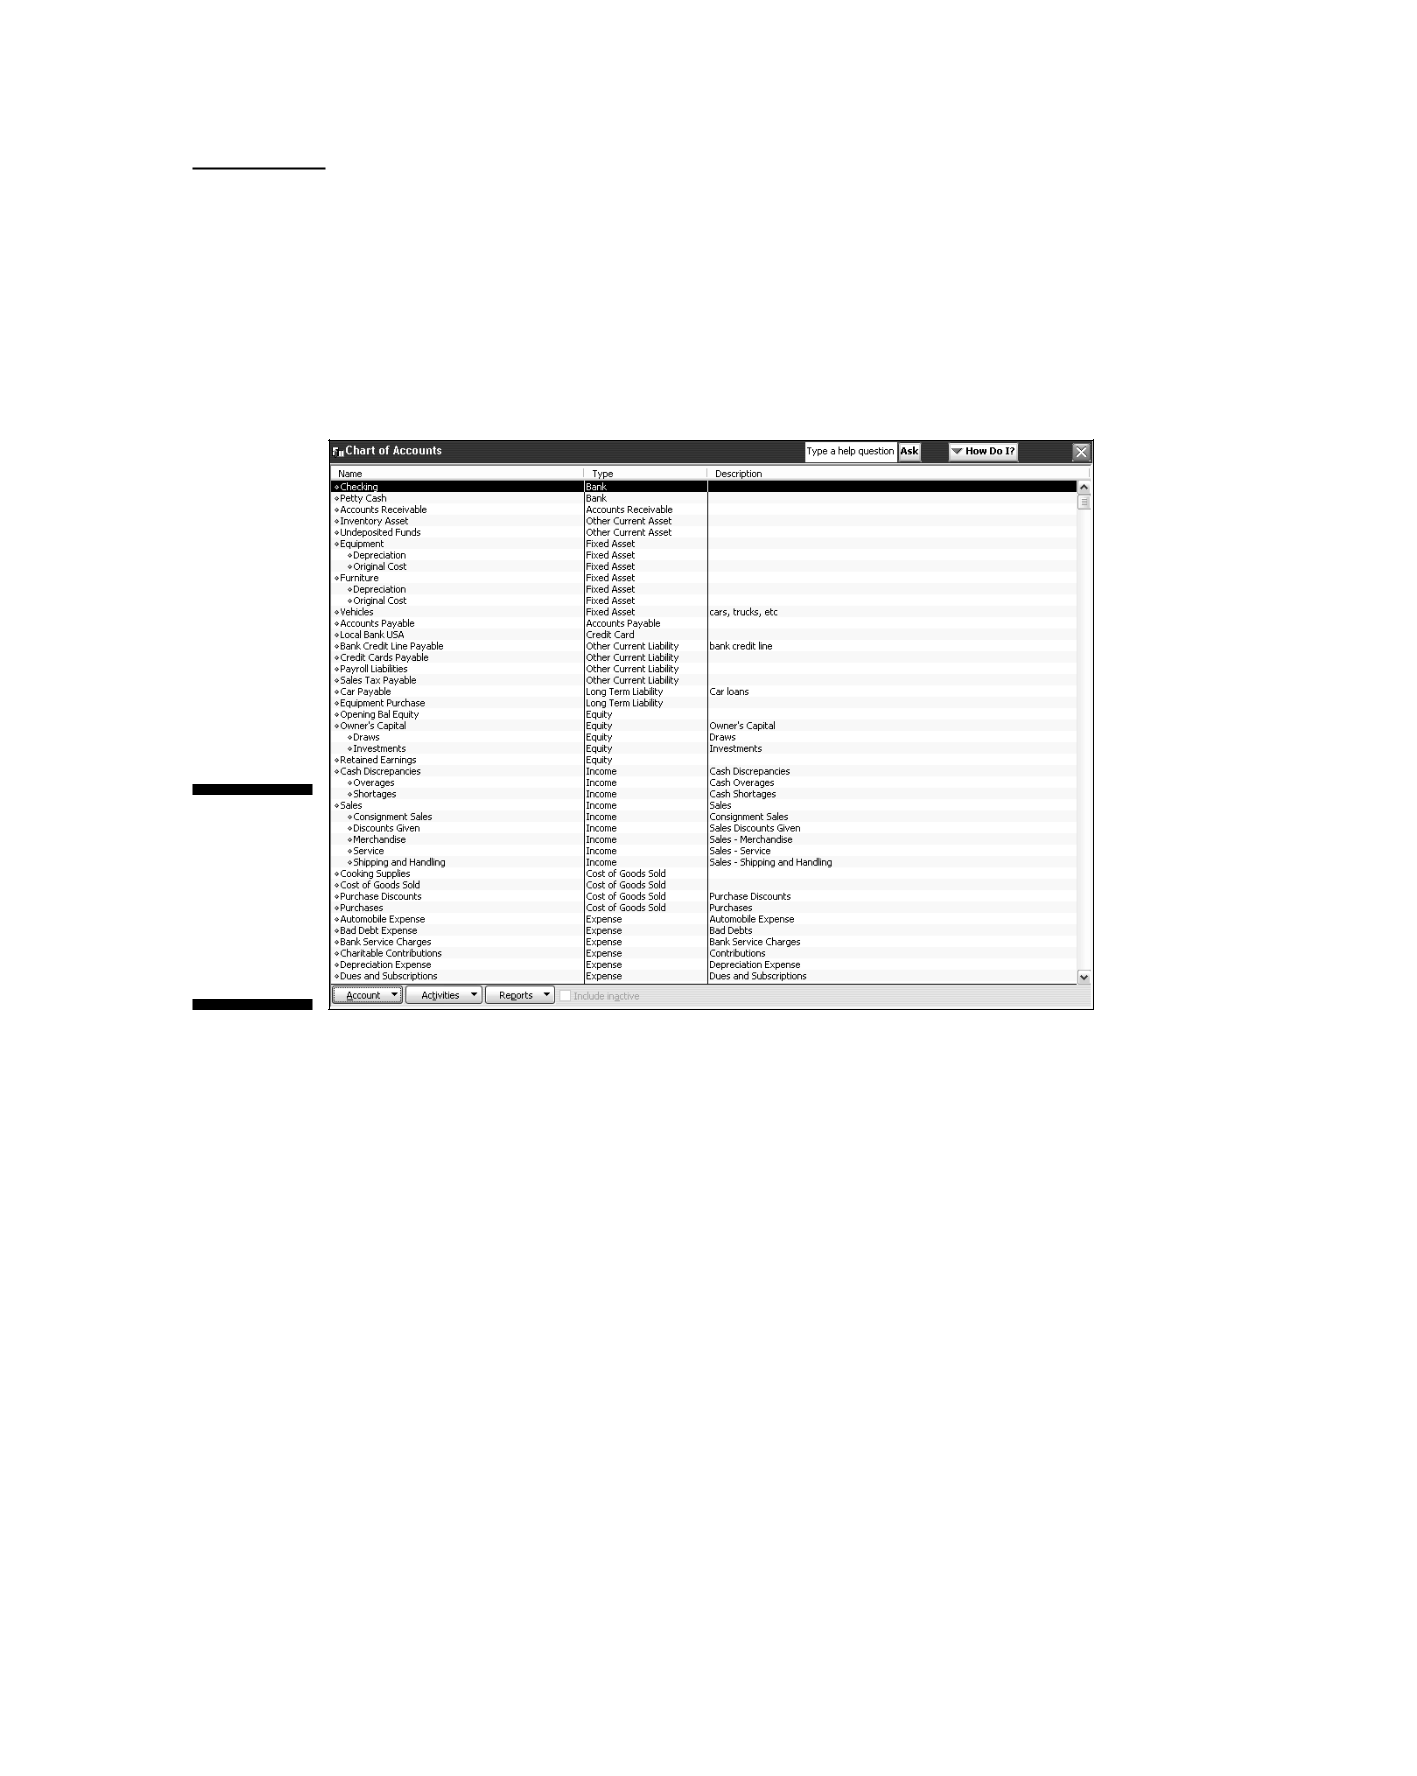 Chart of Accounts Type a help question Ask How Do I?
Name Type Description
Checking Bank
Petty Cash Bank
Accounts Receivable Accounts Receivable
Inventory Asset Other Current Asset
Undeposited Funds Other Current Asset
Equipment Fixed Asset
Depreciation Fixed Asset
Original Cost Fixed Asset
Furniture Fixed Asset
Depreciation Fixed Asset
Original Cost Fixed Asset
Vehicles Fixed Asset cars, trucks, etc
Accounts Payable Accounts Payable
Local Bank USA Credit Card
Bank Credit Line Payable Other Current Liability bank credit line
Credit Cards Payable Other Current Liability
Payroll Liabilities Other Current Liability
Sales Tax Payable Other Current Liability
Car Payable Long Term Liability Car loans
Equipment Purchase Long Term Liability
Opening Bal Equity Equity
Owner's Capital Equity Owner's Capital
Draws Equity Draws
Investments Equity Investments
Retained Earnings Equity
Cash Discrepancies Income Cash Discrepancies
Overages Income Cash Overages
Shortages Income Cash Shortages
Sales Income Sales
Consignment Sales Income Consignment Sales
Discounts Given Income Sales Discounts Given
Merchandise Income Sales - Merchandise
Service Income Sales - Service
Shipping and Handling Income Sales - Shipping and Handling
Cooking Supplies Cost of Goods Sold
Cost of Goods Sold Cost of Goods Sold
Purchase Discounts Cost of Goods Sold Purchase Discounts
Purchases Cost of Goods Sold Purchases
Automobile Expense Expense Automobile Expense
Bad Debt Expense Expense Bad Debts
Bank Service Charges Expense Bank Service Charges
Charitable Contributions Expense Contributions
Depreciation Expense Expense Depreciation Expense
Dues and Subscriptions Expense Dues and Subscriptions
Account Activities Reports Include inactive